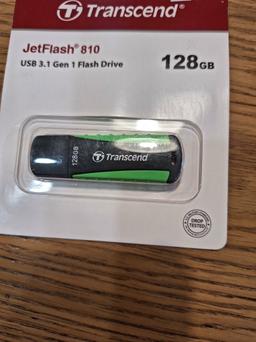 Transcend
JetFlash® 810
USB 3.1 Gen 1 Flash Drive
128GB
128GB
Transcend
DROP
TESTED